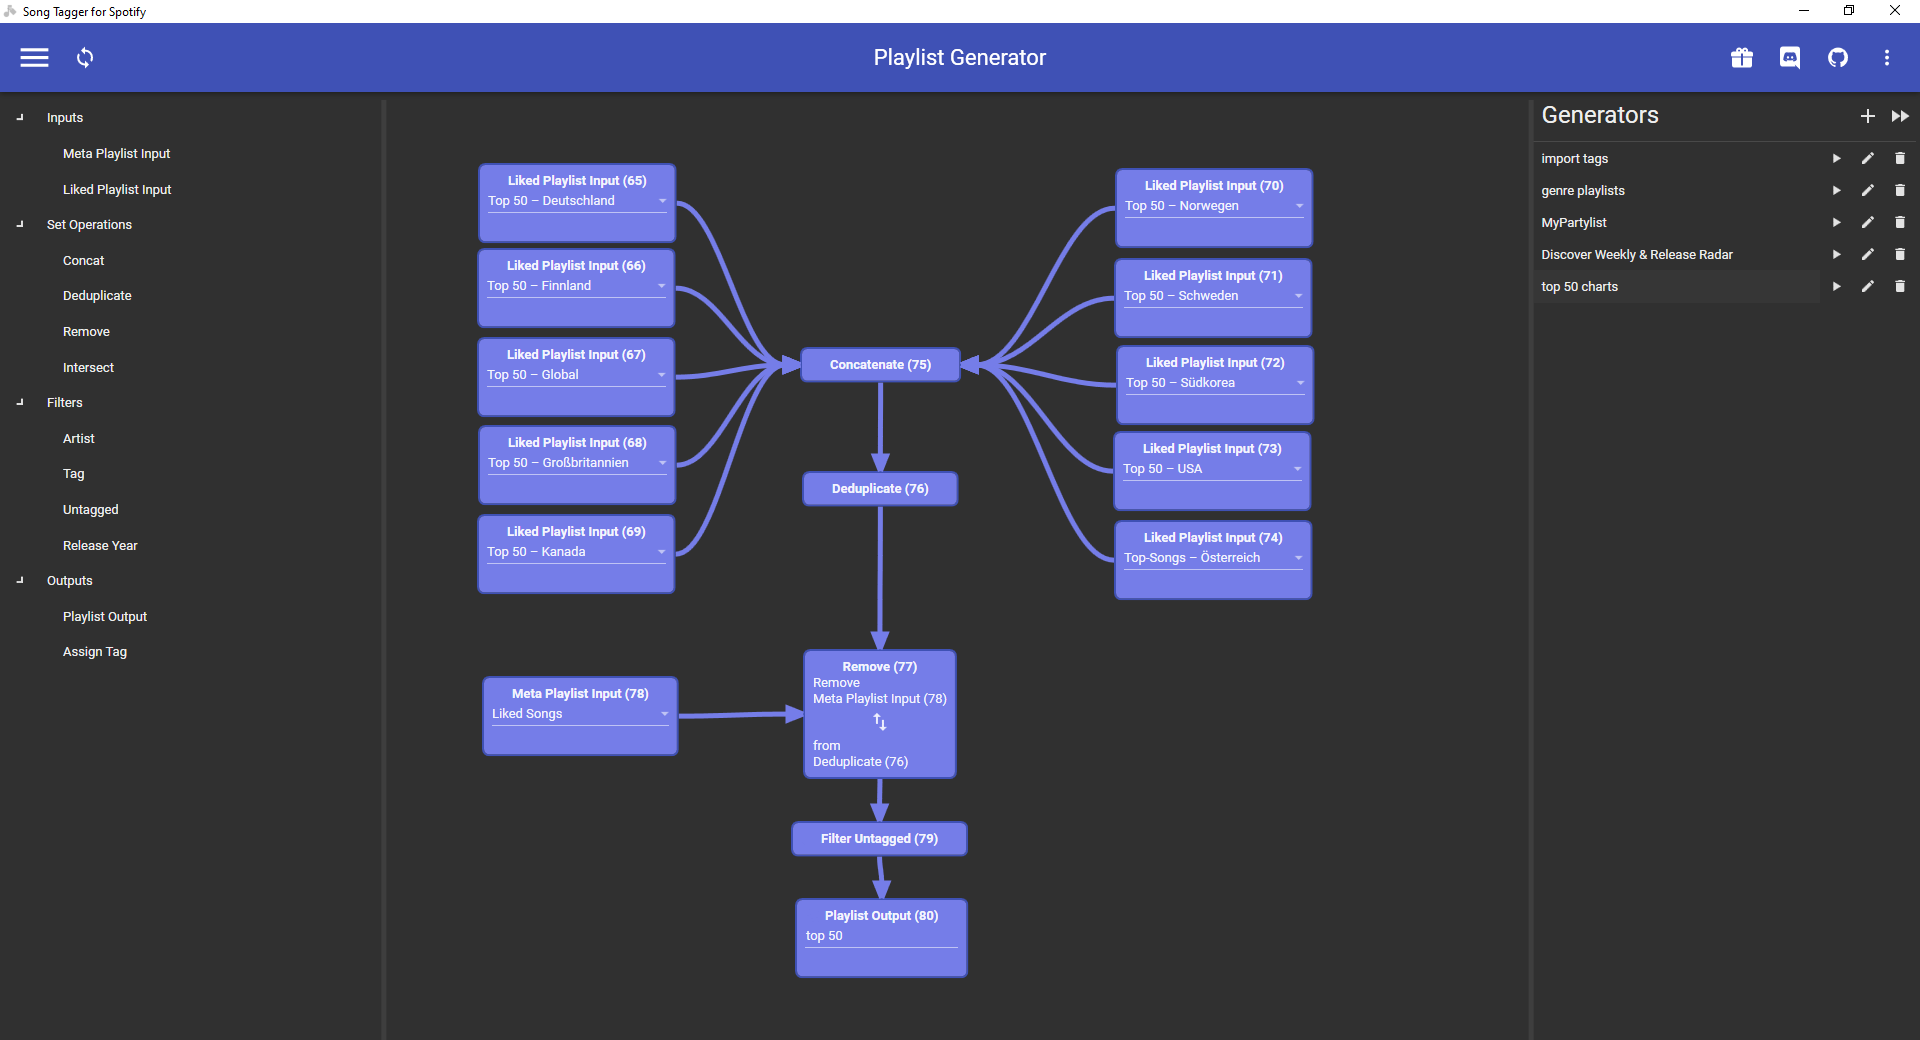 Song Tagger for Spotify
Playlist Generator
Inputs
Meta Playlist Input
Liked Playlist Input
Set Operations
Concat
Deduplicate
Remove
Intersect
Filters
Artist
Tag
Untagged
Release Year
Outputs
Playlist Output
Assign Tag
Liked Playlist Input (65)
Top 50 – Deutschland
Liked Playlist Input (66)
Top 50 – Finnland
Liked Playlist Input (67)
Top 50 – Global
Liked Playlist Input (68)
Top 50 – Großbritannien
Liked Playlist Input (69)
Top 50 – Kanada
Meta Playlist Input (78)
Liked Songs
Concatenate (75)
Deduplicate (76)
Remove (77)
Remove
Meta Playlist Input (78)
from
Deduplicate (76)
Filter Untagged (79)
Playlist Output (80)
top 50
Liked Playlist Input (70)
Top 50 – Norwegen
Liked Playlist Input (71)
Top 50 – Schweden
Liked Playlist Input (72)
Top 50 – Südkorea
Liked Playlist Input (73)
Top 50 – USA
Liked Playlist Input (74)
Top-Songs – Österreich
Generators
import tags
genre playlists
MyPartylist
Discover Weekly & Release Radar
top 50 charts